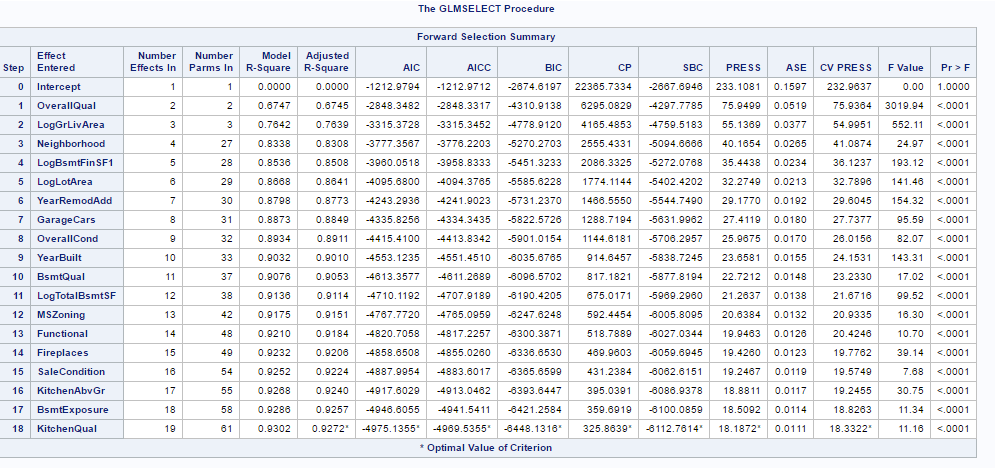 The GLMSELECT Procedure
Forward Selection Summary
Step Effect Entered Number Effects In Number Parms In Model R-Square Adjusted R-Square AIC AICC BIC CP SBC PRESS ASE CV PRESS F Value Pr > F
0 Intercept 1 1 0.0000 0.0000 -1212.9794 -1212.9712 -2674.6197 22365.7334 -2667.6946 233.1081 0.1597 232.9637 0.00 1.0000
1 OverallQual 2 2 0.6747 0.6745 -2848.3482 -2848.3317 -4310.9138 6295.0829 -4297.7785 75.9499 0.0519 75.9364 3019.94 <.0001
2 LogGrLivArea 3 3 0.7642 0.7639 -3315.3728 -3315.3452 -4778.9120 4165.4853 -4759.5183 55.1369 0.0377 54.9951 552.11 <.0001
3 Neighborhood 4 27 0.8338 0.8308 -3777.3567 -3776.2203 -5270.2703 2555.4331 -5094.6666 40.1654 0.0265 41.0874 24.97 <.0001
4 LogBsmtFinSF1 5 28 0.8536 0.8508 -3960.0518 -3958.8333 -5451.3233 2086.3325 -5272.0768 35.4438 0.0234 36.1237 193.12 <.0001
5 LogLotArea 6 29 0.8668 0.8641 -4095.6800 -4094.3765 -5585.6228 1774.1144 -5402.4202 32.2749 0.0213 32.7896 141.46 <.0001
6 YearRemodAdd 7 30 0.8798 0.8773 -4243.2936 -4241.9023 -5731.2370 1466.5550 -5544.7490 29.1770 0.0192 29.6045 154.32 <.0001
7 GarageCars 8 31 0.8873 0.8849 -4335.8256 -4334.3435 -5822.5726 1288.7194 -5631.9962 27.4119 0.0180 27.7377 95.59 <.0001
8 OverallCond 9 32 0.8934 0.8911 -4415.4100 -4413.8342 -5901.0154 1144.6181 -5706.2957 25.9675 0.0170 26.0156 82.07 <.0001
9 YearBuilt 10 33 0.9032 0.9010 -4553.1235 -4551.4510 -6035.6765 914.6457 -5838.7245 23.6581 0.0155 24.1531 143.31 <.0001
10 BsmtQual 11 37 0.9076 0.9053 -4613.3577 -4611.2689 -6096.5702 817.1821 -5877.8194 22.7212 0.0148 23.2330 17.02 <.0001
11 LogTotalBsmtSF 12 38 0.9136 0.9114 -4710.1192 -4707.9189 -6190.4205 675.0171 -5969.2960 21.2637 0.0138 21.6716 99.52 <.0001
12 MSZoning 13 42 0.9175 0.9151 -4767.7720 -4765.0959 -6247.6248 592.4454 -6005.8095 20.6384 0.0132 20.9335 16.30 <.0001
13 Functional 14 48 0.9210 0.9184 -4820.7058 -4817.2257 -6300.3871 518.7889 -6027.0344 19.9463 0.0126 20.4246 10.70 <.0001
14 Fireplaces 15 49 0.9232 0.9206 -4858.6508 -4855.0260 -6336.6530 469.9603 -6059.6945 19.4260 0.0123 19.7762 39.14 <.0001
15 SaleCondition 16 54 0.9252 0.9224 -4887.9954 -4883.6017 -6365.6599 431.2384 -6062.6151 19.2467 0.0119 19.5749 7.68 <.0001
16 KitchenAbvGr 17 55 0.9268 0.9240 -4917.6029 -4913.0462 -6393.6447 395.0391 -6086.9378 18.8811 0.0117 19.2455 30.75 <.0001
17 BsmtExposure 18 58 0.9286 0.9257 -4946.6055 -4941.5411 -6421.2584 359.6919 -6100.0859 18.5092 0.0114 18.8263 11.34 <.0001
18 KitchenQual 19 61 0.9302 0.9272* -4975.1355* -4969.5355* -6448.1316* 325.8639* -6112.7614* 18.1872* 0.0111 18.3322* 11.16 <.0001
* Optimal Value of Criterion